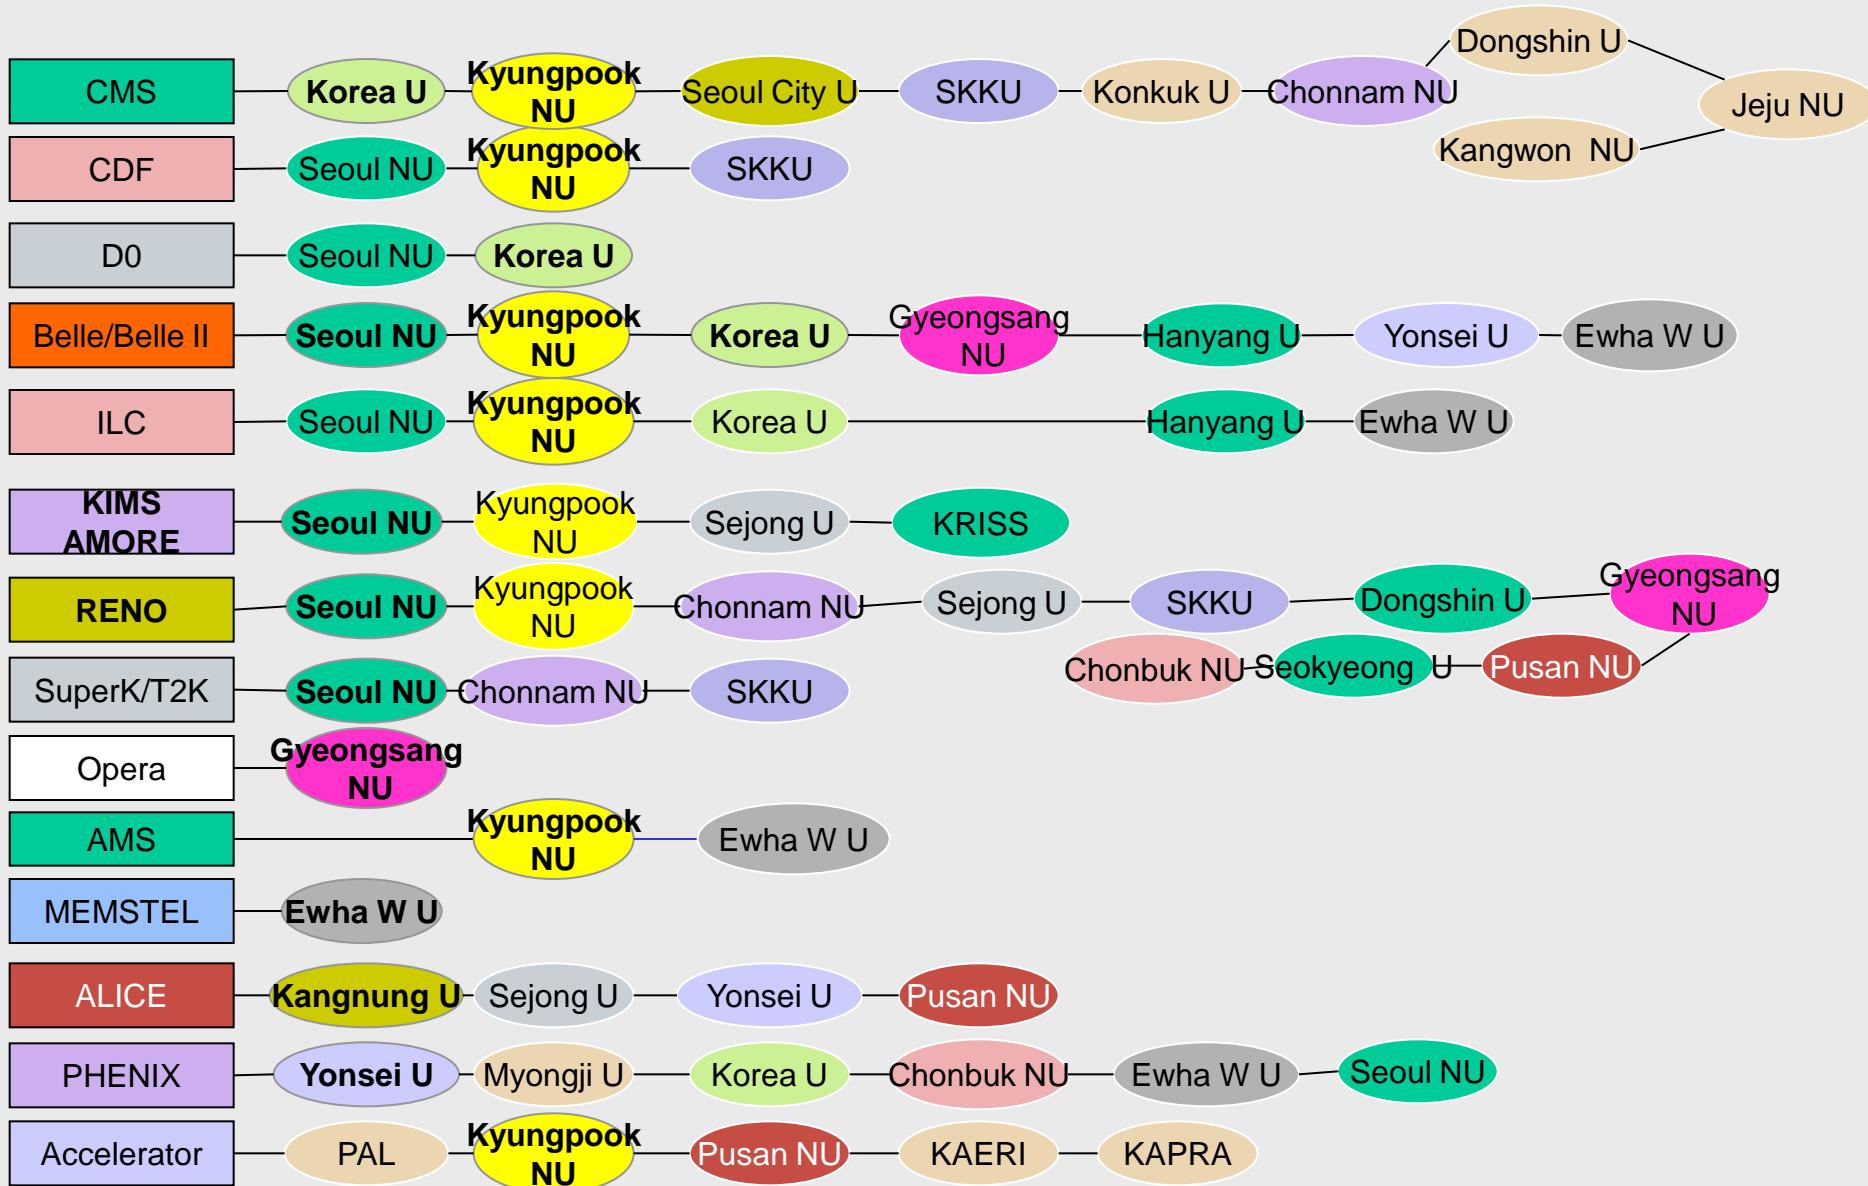 CMS
Korea U
Kyungpook
NU
Seoul City U
SKKU
Konkuk U
Chonnam NU
Dongshin U
Kangwon NU
Jeju NU
CDF
Seoul NU
Kyungpook
NU
SKKU
D0
Seoul NU
Korea U
Belle/Belle II
Seoul NU
Kyungpook
NU
Korea U
Gyeongsang
NU
Hanyang U
Yonsei U
Ewha W U
ILC
Seoul NU
Kyungpook
NU
Korea U
Hanyang U
Ewha W U
KIMS
AMORE
Seoul NU
Kyungpook
NU
Sejong U
KRISS
RENO
Seoul NU
Kyungpook
NU
Chonnam NU
Sejong U
SKKU
Dongshin U
Gyeongsang
NU
Chonbuk NU
Seokyeong U
Pusan NU
SuperK/T2K
Seoul NU
Chonnam NU
SKKU
Opera
Gyeongsang
NU
AMS
Kyungpook
NU
Ewha W U
MEMSTEL
Ewha W U
ALICE
Kangnung U
Sejong U
Yonsei U
Pusan NU
PHENIX
Yonsei U
Myongji U
Korea U
Chonbuk NU
Ewha W U
Seoul NU
Accelerator
PAL
Kyungpook
NU
Pusan NU
KAERI
KAPRA